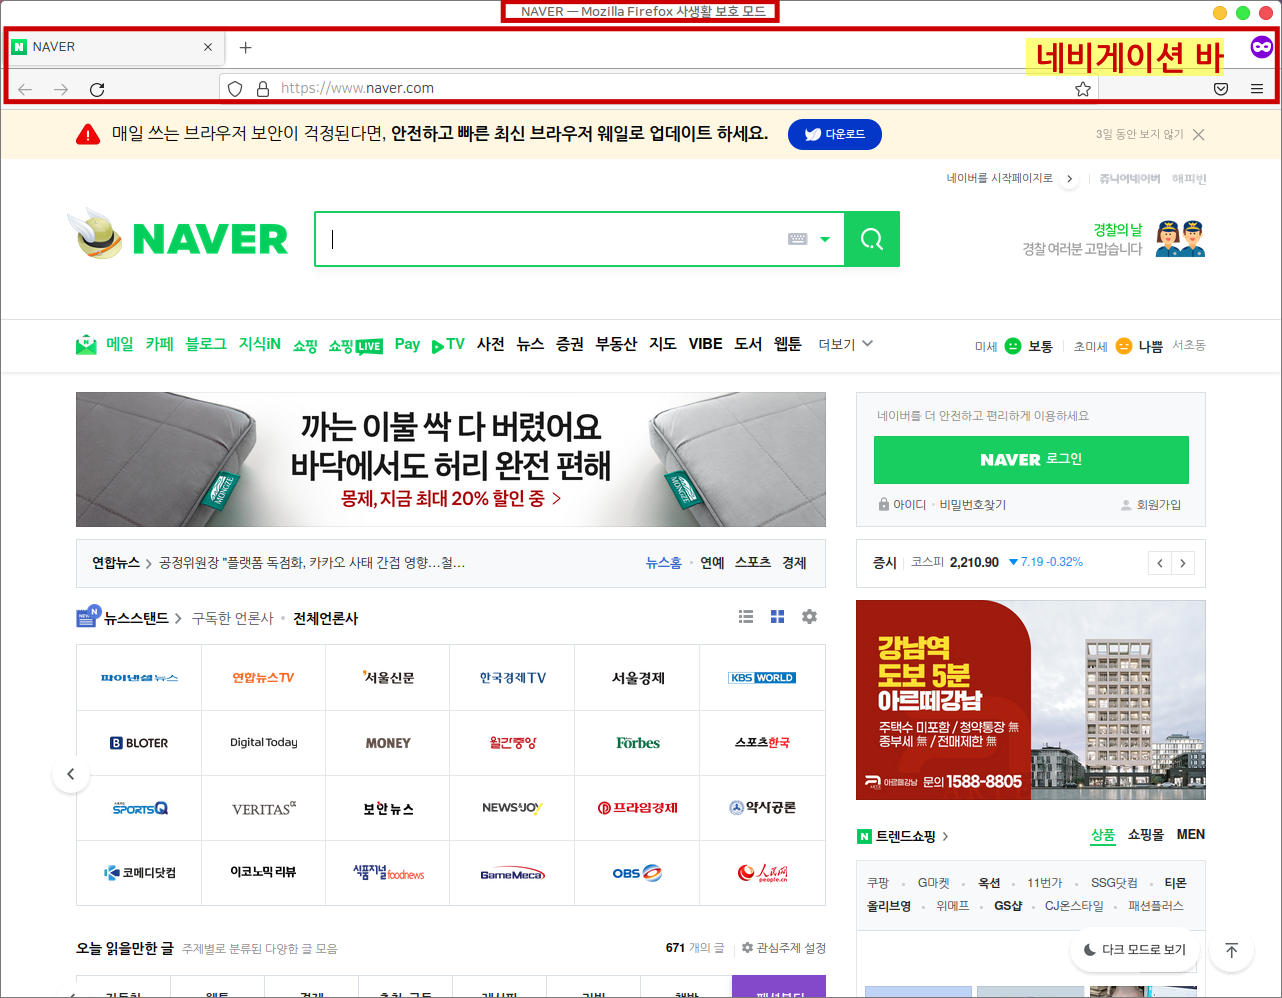 NAVER — Mozilla Firefox 사생활 보호 모드
NAVER
네비게이션 바
https://www.naver.com
매일 쓰는 브라우저 보안이 걱정된다면, 안전하고 빠른 최신 브라우저 웨일로 업데이트 하세요.
다운로드
3일 동안 보지 않기
네이버를 시작페이지로
쥬니어네이버 해피빈
NAVER
경찰의 날
경찰 여러분 고맙습니다
메일 카페 블로그 지식iN 쇼핑 쇼핑LIVE Pay TV 사전 뉴스 증권 부동산 지도 VIBE 도서 웹툰 더보기
미세 보통 초미세 나쁨 서초동
까는 이불 싹 다 버렸어요
바닥에서도 허리 완전 편해
몽제, 지금 최대 20% 할인 중 >
MONGZE
MONGZE
네이버를 더 안전하고 편리하게 이용하세요
NAVER 로그인
아이디 · 비밀번호찾기 회원가입
연합뉴스 > 공정위원장 "플랫폼 독점화, 카카오 사태 간접 영향…철… 뉴스홈 · 연예 스포츠 경제
증시 코스피 2,210.90 ▼7.19 -0.32%
뉴스스탠드 > 구독한 언론사 · 전체언론사
파이낸셜뉴스 연합뉴스TV 서울신문 한국경제TV 서울경제 KBS WORLD
BLOTER Digital Today MONEY 월간중앙 Forbes 스포츠한국
SPORTSQ VERITASα 보안뉴스 NEWS&JOY 프라임경제 약사공론
코메디닷컴 이코노믹리뷰 식품저널foodnews GameMeca OBS 人民网 people.cn
강남역
도보 5분
아르떼강남
주택수 미포함 / 청약통장 無
종부세 無 / 전매제한 無
아르떼강남 문의 1588-8805
트렌드쇼핑 > 상품 쇼핑몰 MEN
쿠팡 · G마켓 · 옥션 · 11번가 · SSG닷컴 · 티몬
올리브영 · 위메프 · GS샵 · CJ온스타일 · 패션플러스
오늘 읽을만한 글 주제별로 분류된 다양한 글 모음
671 개의 글 관심주제 설정
다크 모드로 보기